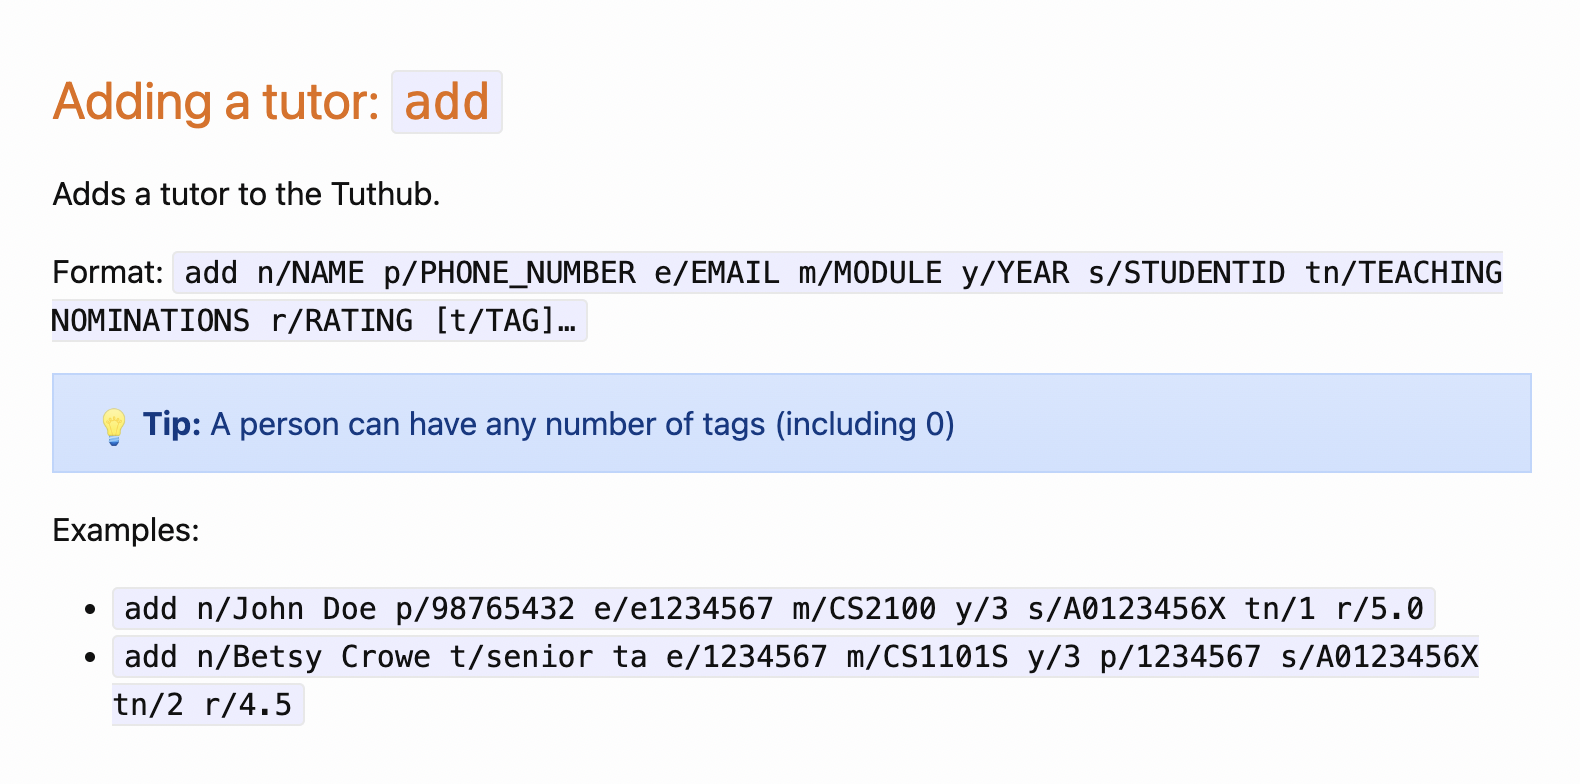 Adding a tutor: add
Adds a tutor to the Tuthub.
Format: add n/NAME p/PHONE_NUMBER e/EMAIL m/MODULE y/YEAR s/STUDENTID tn/TEACHING
NOMINATIONS r/RATING [t/TAG]…
💡 Tip: A person can have any number of tags (including 0)
Examples:
• add n/John Doe p/98765432 e/e1234567 m/CS2100 y/3 s/A0123456X tn/1 r/5.0
• add n/Betsy Crowe t/senior ta e/1234567 m/CS1101S y/3 p/1234567 s/A0123456X
tn/2 r/4.5